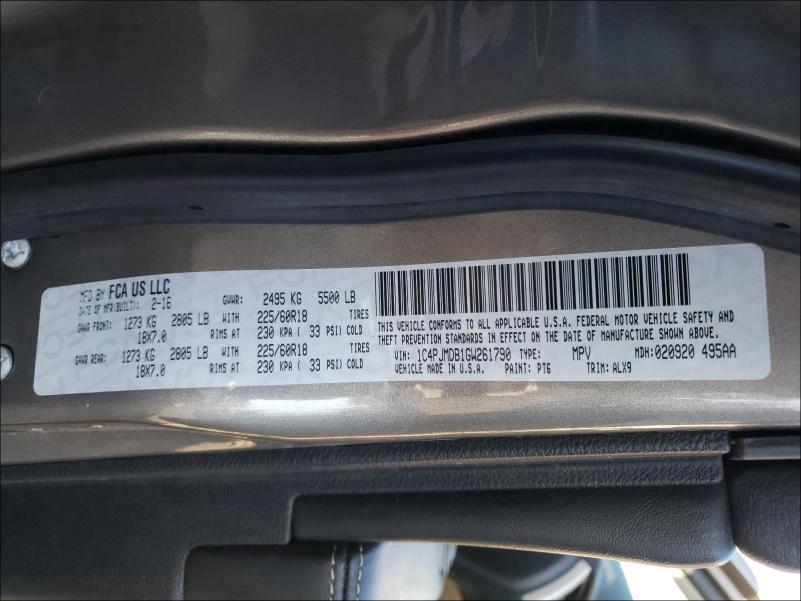 MFD BY FCA US LLC
DATE OF MFR(BUILT): 2-16 GVWR: 2495 KG 5500 LB
GAWR FRONT: 1273 KG 2805 LB WITH 225/60R18 TIRES
18X7.0 RIMS AT 230 KPA ( 33 PSI) COLD
GAWR REAR: 1273 KG 2805 LB WITH 225/60R18 TIRES
18X7.0 RIMS AT 230 KPA ( 33 PSI) COLD
THIS VEHICLE CONFORMS TO ALL APPLICABLE U.S.A. FEDERAL MOTOR VEHICLE SAFETY AND
THEFT PREVENTION STANDARDS IN EFFECT ON THE DATE OF MANUFACTURE SHOWN ABOVE.
VIN: 1C4PJMDB1GW261790 TYPE: MPV MDH:020920 495AA
VEHICLE MADE IN U.S.A. PAINT: PTG TRIM: ALX9